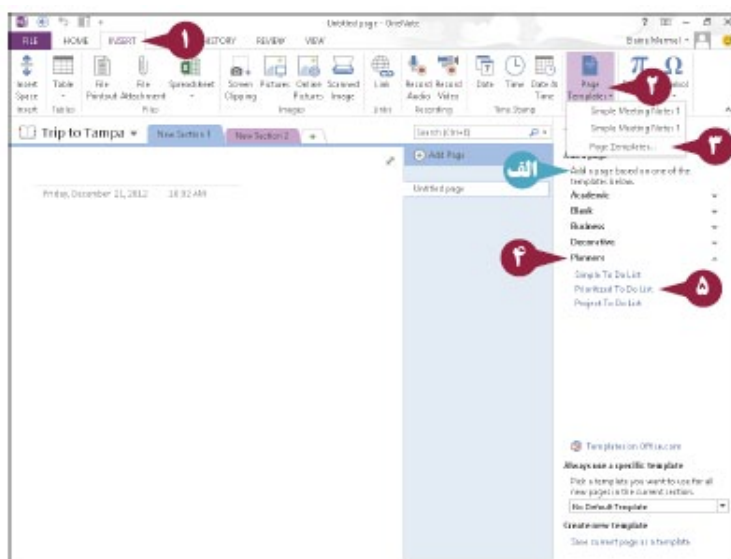 Untitled page - OneNote
FILE HOME INSERT HISTORY REVIEW VIEW
۱
Insert Space
Table
File Printout
File Attachment
Spreadsheet
Screen Clipping
Pictures
Online Pictures
Scanned Image
Link
Record Audio
Record Video
Date
Time
Date & Time
Page Templates
۲
Insert Tables Files Images Links Recording Time Stamp
Simple Meeting Notes 1
Simple Meeting Notes 1
Page Templates...
۳
Trip to Tampa New Section 1 New Section 2 +
Search (Ctrl+E)
Add Page
Untitled page
Friday, December 21, 2012 10:32 AM
الف
Add a page based on one of the
templates below.
Academic
Blank
Business
Decorative
۴
Planners
Simple To Do List
Prioritized To Do List
۵
Project To Do List
Templates on Office.com
Always use a specific template
Pick a template you want to use for all
new pages in the current section.
No Default Template
Create new template
Save current page as a template